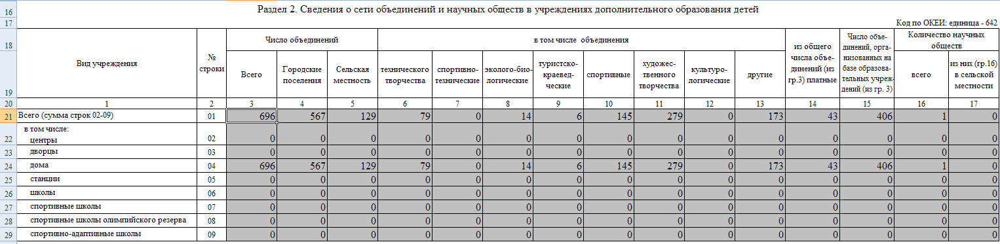 16 Раздел 2. Сведения о сети объединений и научных обществ в учреждениях дополнительного образования детей
17 Код по ОКЕИ: единица - 642
18 Вид учреждения № строки Число объединений в том числе объединения из общего числа объе-динений (из гр.3) платные Число объе-динений, орга-низованных на базе образова-тельных учреж-дений (из гр. 3) Количество научных обществ
19 Всего Городские поселения Сельская местность технического творчества спортивно-технические эколого-био-логические туристско-краевед-ческие спортивные художес-твенного творчества культуро-логические другие всего из них (гр.16) в сельской местности
20 1 2 3 4 5 6 7 8 9 10 11 12 13 14 15 16 17
21 Всего (сумма строк 02-09) 01 696 567 129 79 0 14 6 145 279 0 173 43 406 1 0
в том числе:
22 центры 02 0 0 0 0 0 0 0 0 0 0 0 0 0 0 0
23 дворцы 03 0 0 0 0 0 0 0 0 0 0 0 0 0 0 0
24 дома 04 696 567 129 79 0 14 6 145 279 0 173 43 406 1 0
25 станции 05 0 0 0 0 0 0 0 0 0 0 0 0 0 0 0
26 школы 06 0 0 0 0 0 0 0 0 0 0 0 0 0 0 0
27 спортивные школы 07 0 0 0 0 0 0 0 0 0 0 0 0 0 0 0
28 спортивные школы олимпийского резерва 08 0 0 0 0 0 0 0 0 0 0 0 0 0 0 0
29 спортивно-адаптивные школы 09 0 0 0 0 0 0 0 0 0 0 0 0 0 0 0